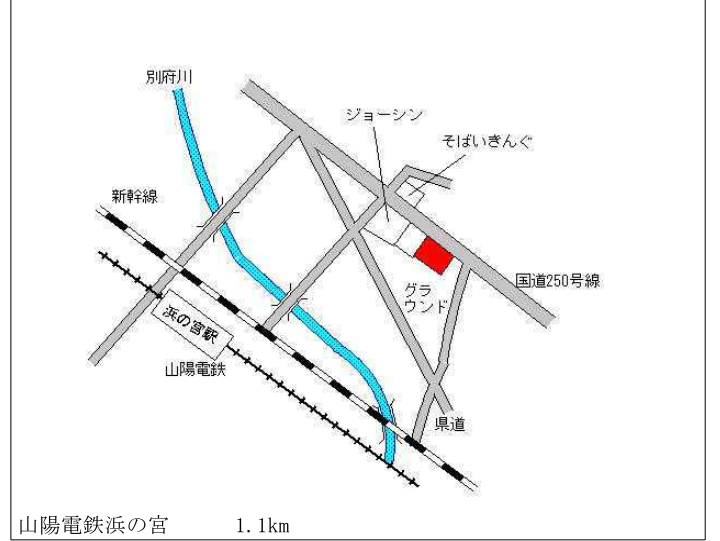 別府川
ジョーシン
そばいきんぐ
新幹線
国道250号線
グラ
ウンド
浜の宮駅
山陽電鉄
県道
山陽電鉄浜の宮 1.1km